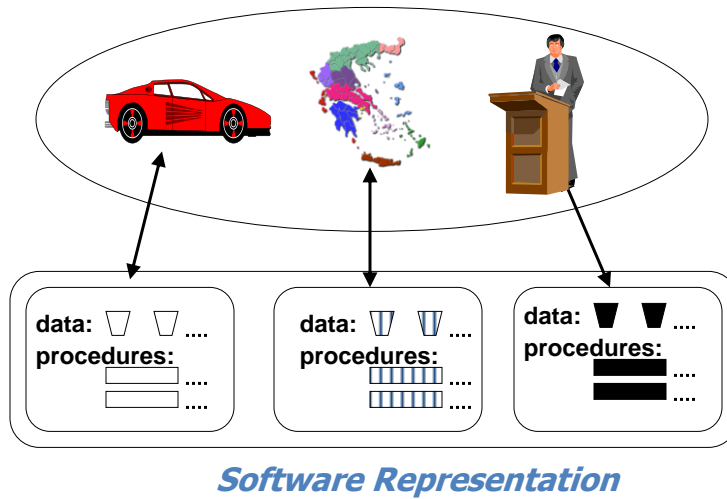 data: ....
procedures:
....
....
data: ....
procedures:
....
....
data: ....
procedures:
....
....
Software Representation